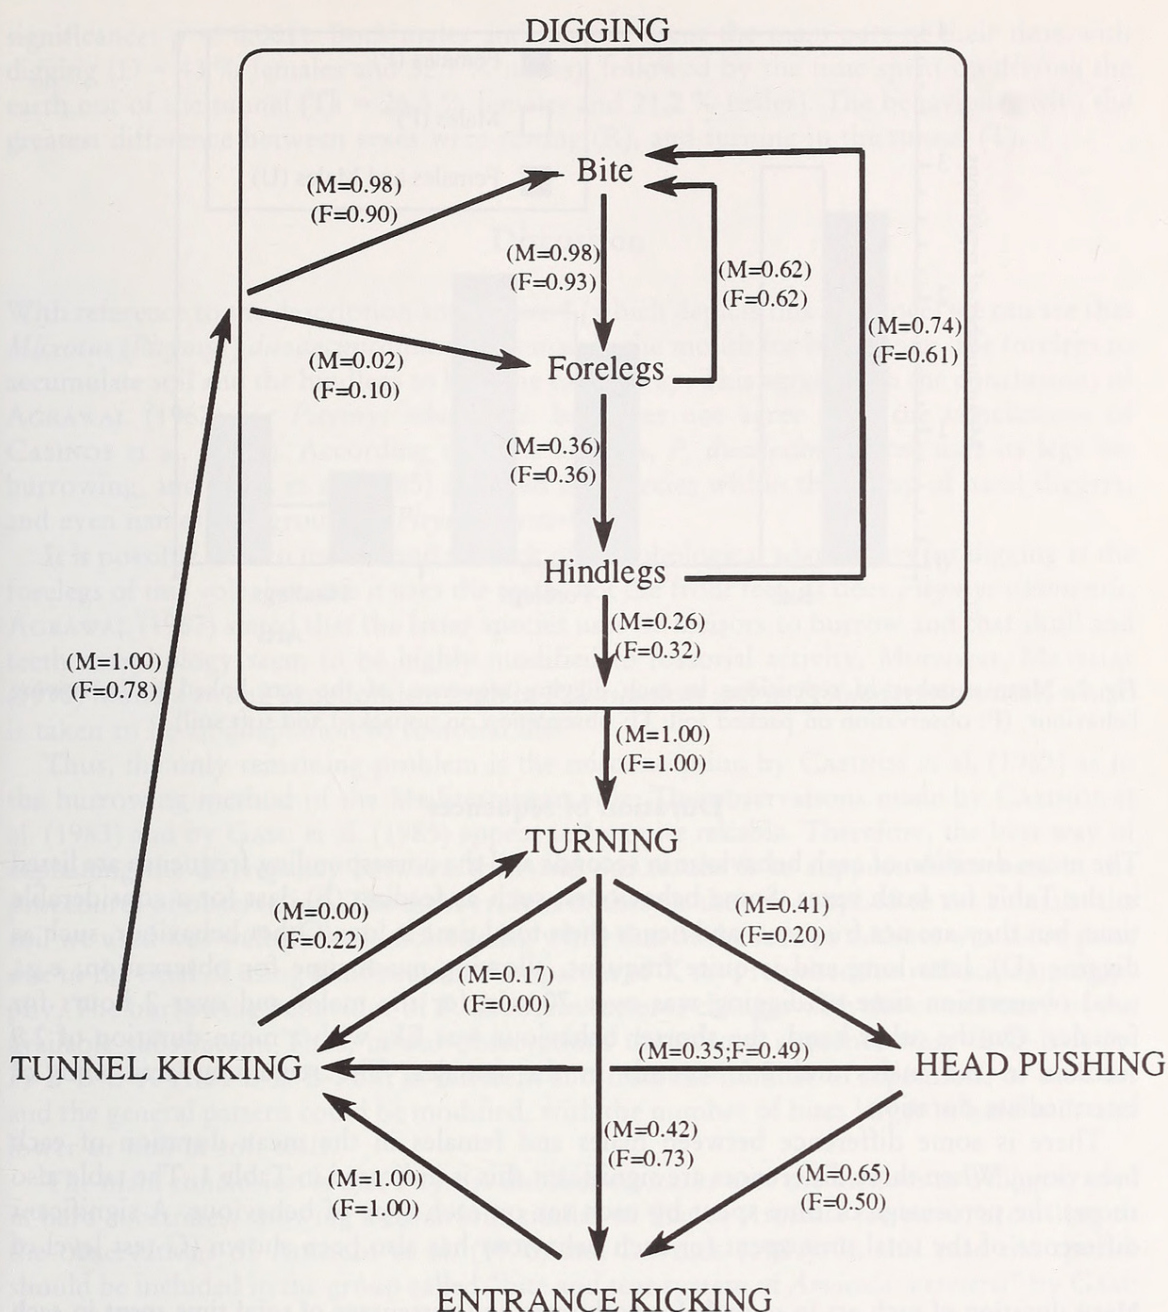 DIGGING
Bite
(M=0.98)
(F=0.90)
(M=0.98)
(F=0.93)
(M=0.62)
(F=0.62)
(M=0.74)
(F=0.61)
(M=0.02)
(F=0.10)
Forelegs
(M=0.36)
(F=0.36)
Hindlegs
(M=0.26)
(F=0.32)
(M=1.00)
(F=0.78)
(M=1.00)
(F=1.00)
TURNING
(M=0.00)
(F=0.22)
(M=0.41)
(F=0.20)
(M=0.17)
(F=0.00)
(M=0.35;F=0.49)
TUNNEL KICKING
HEAD PUSHING
(M=0.42)
(F=0.73)
(M=1.00)
(F=1.00)
(M=0.65)
(F=0.50)
ENTRANCE KICKING